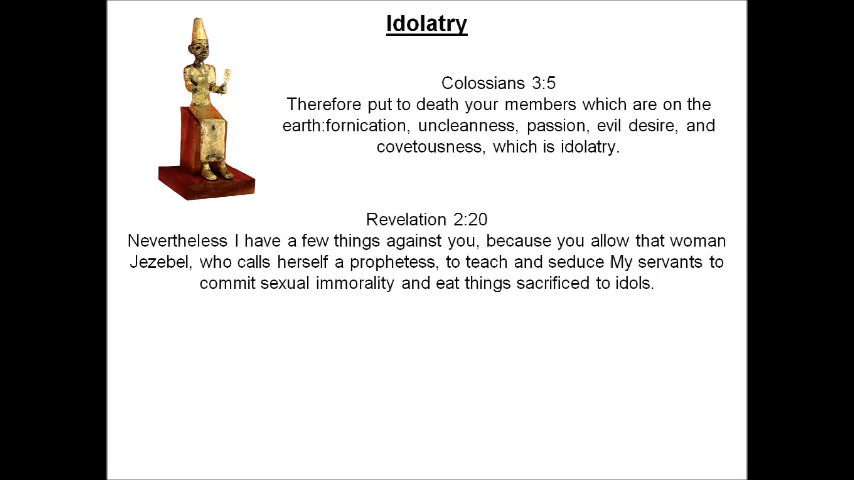 Idolatry
Colossians 3:5
Therefore put to death your members which are on the
earth:fornication, uncleanness, passion, evil desire, and
covetousness, which is idolatry.
Revelation 2:20
Nevertheless I have a few things against you, because you allow that woman
Jezebel, who calls herself a prophetess, to teach and seduce My servants to
commit sexual immorality and eat things sacrificed to idols.